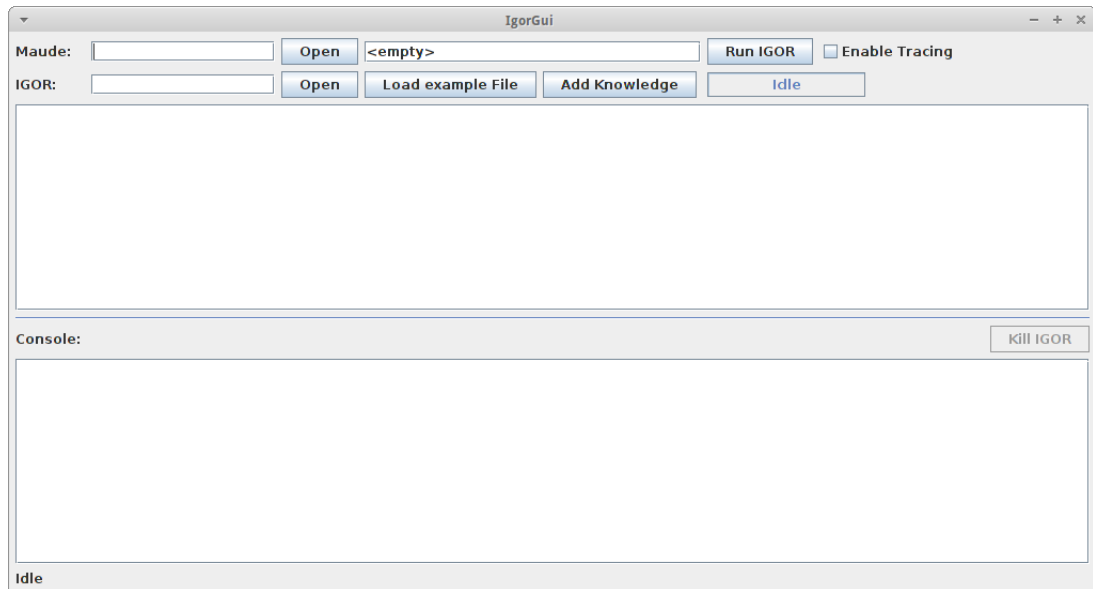 IgorGui
Maude: Open <empty> Run IGOR Enable Tracing
IGOR: Open Load example File Add Knowledge Idle
Console: Kill IGOR
Idle